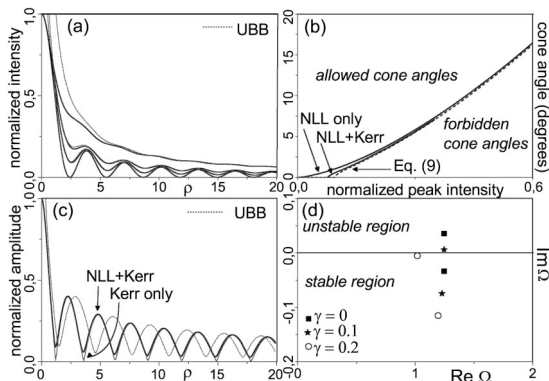 (a)
UBB
normalized intensity
1,0
0,5
0,0
0
5
10
15
20
ρ
(b)
allowed cone angles
NLL only
NLL+Kerr
forbidden
cone angles
Eq. (9)
0,0
0,6
normalized peak intensity
20
15
10
5
0
cone angle (degrees)
(c)
UBB
NLL+Kerr
Kerr only
normalized amplitude
1,0
0,5
0,0
0
5
10
15
20
ρ
(d)
unstable region
stable region
γ = 0
γ = 0.1
γ = 0.2
0,1
0,0
-0,1
-0,2
Im Ω
0
1
2
Re Ω